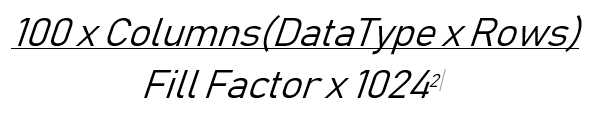 100 x Columns(DataType x Rows)
Fill Factor x 1024²